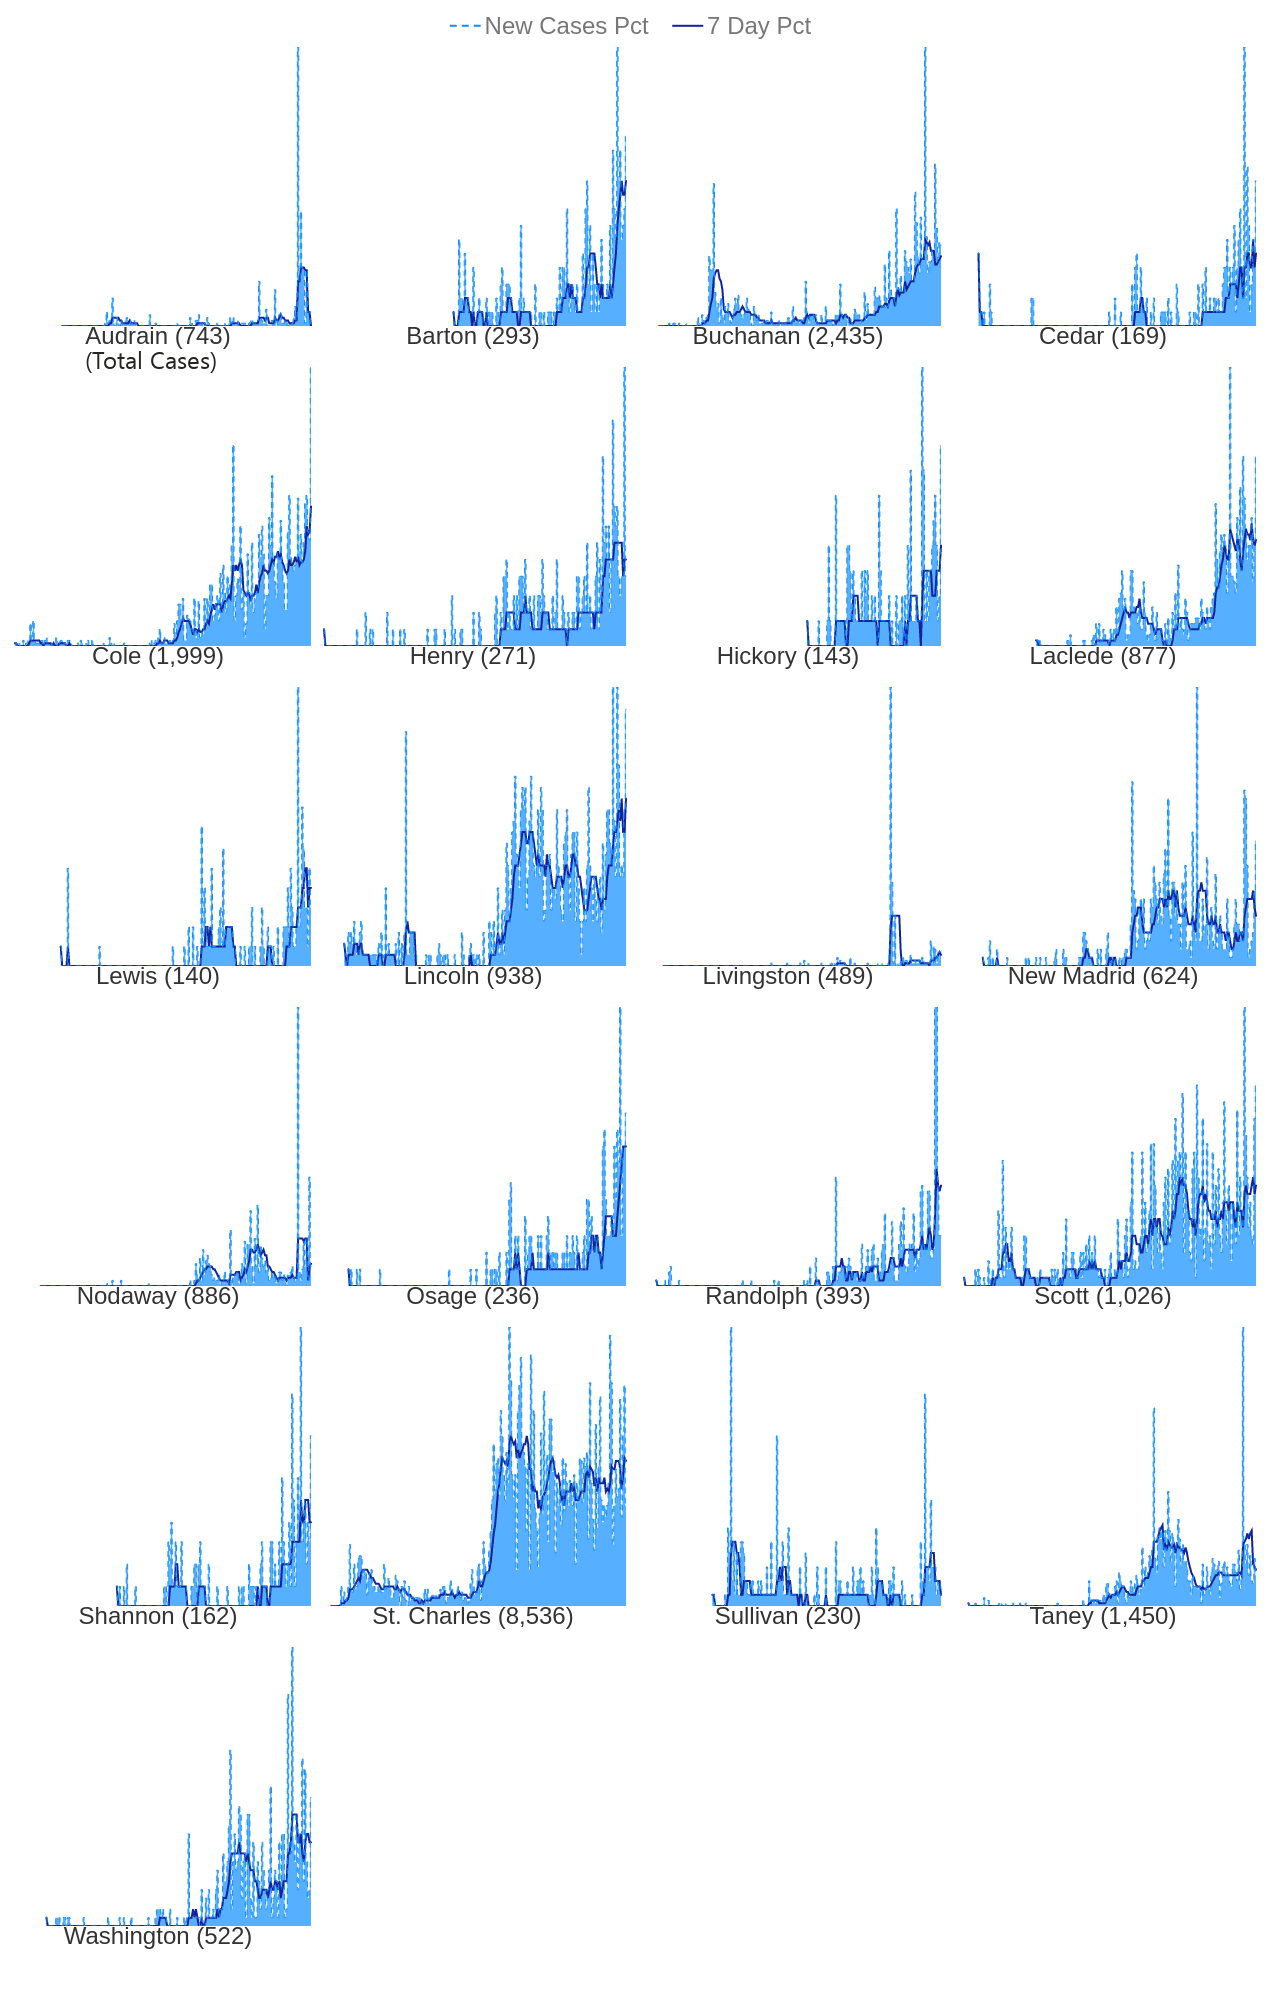 New Cases Pct 7 Day Pct
Audrain (743) Barton (293) Buchanan (2,435) Cedar (169)
(Total Cases)
Cole (1,999) Henry (271) Hickory (143) Laclede (877)
Lewis (140) Lincoln (938) Livingston (489) New Madrid (624)
Nodaway (886) Osage (236) Randolph (393) Scott (1,026)
Shannon (162) St. Charles (8,536) Sullivan (230) Taney (1,450)
Washington (522)